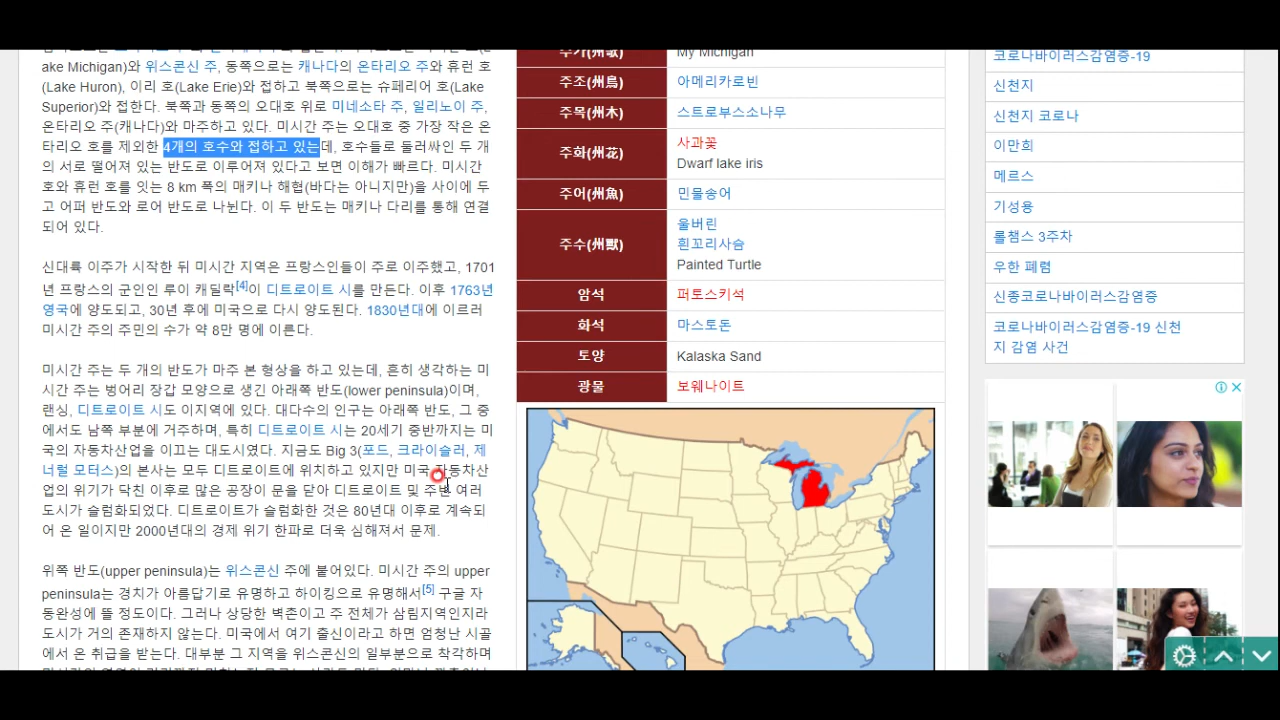 ake Michigan)와 위스콘신 주, 동쪽으로는 캐나다의 온타리오 주와 휴런 호
(Lake Huron), 이리 호(Lake Erie)와 접하고 북쪽으로는 슈페리어 호(Lake
Superior)와 접한다. 북쪽과 동쪽의 오대호 위로 미네소타 주, 일리노이 주,
온타리오 주(캐나다)와 마주하고 있다. 미시간 주는 오대호 중 가장 작은 온
타리오 호를 제외한 4개의 호수와 접하고 있는데, 호수들로 둘러싸인 두 개
의 서로 떨어져 있는 반도로 이루어져 있다고 보면 이해가 빠르다. 미시간
호와 휴런 호를 잇는 8 km 폭의 매키나 해협(바다는 아니지만)을 사이에 두
고 어퍼 반도와 로어 반도로 나뉜다. 이 두 반도는 매키나 다리를 통해 연결
되어 있다.
신대륙 이주가 시작한 뒤 미시간 지역은 프랑스인들이 주로 이주했고, 1701
년 프랑스의 군인인 루이 캐딜락[4]이 디트로이트 시를 만든다. 이후 1763년
영국에 양도되고, 30년 후에 미국으로 다시 양도된다. 1830년대에 이르러
미시간 주의 주민의 수가 약 8만 명에 이른다.
미시간 주는 두 개의 반도가 마주 본 형상을 하고 있는데, 흔히 생각하는 미
시간 주는 벙어리 장갑 모양으로 생긴 아래쪽 반도(lower peninsula)이며,
랜싱, 디트로이트 시도 이지역에 있다. 대다수의 인구는 아래쪽 반도, 그 중
에서도 남쪽 부분에 거주하며, 특히 디트로이트 시는 20세기 중반까지는 미
국의 자동차산업을 이끄는 대도시였다. 지금도 Big 3(포드, 크라이슬러, 제
너럴 모터스)의 본사는 모두 디트로이트에 위치하고 있지만 미국 자동차산
업의 위기가 닥친 이후로 많은 공장이 문을 닫아 디트로이트 및 주변 여러
도시가 슬럼화되었다. 디트로이트가 슬럼화한 것은 80년대 이후로 계속되
어 온 일이지만 2000년대의 경제 위기 한파로 더욱 심해져서 문제.
위쪽 반도(upper peninsula)는 위스콘신 주에 붙어있다. 미시간 주의 upper
peninsula는 경치가 아름답기로 유명하고 하이킹으로 유명해서[5] 구글 자
동완성에 뜰 정도이다. 그러나 상당한 벽촌이고 주 전체가 삼림지역인지라
도시가 거의 존재하지 않는다. 미국에서 여기 출신이라고 하면 엄청난 시골
에서 온 취급을 받는다. 대부분 그 지역을 위스콘신의 일부분으로 착각하며
주가(州歌) My Michigan
주조(州鳥) 아메리카로빈
주목(州木) 스트로부스소나무
주화(州花) 사과꽃
Dwarf lake iris
주어(州魚) 민물송어
주수(州獸) 울버린
흰꼬리사슴
Painted Turtle
암석 퍼토스키석
화석 마스토돈
토양 Kalaska Sand
광물 보웨나이트
코로나바이러스감염증-19
신천지
신천지 코로나
이만희
메르스
기성용
롤챔스 3주차
우한 폐렴
신종코로나바이러스감염증
코로나바이러스감염증-19 신천
지 감염 사건